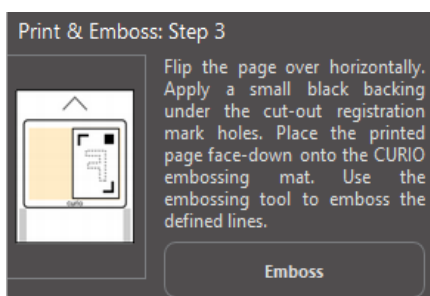 Print & Emboss: Step 3
Flip the page over horizontally.
Apply a small black backing
under the cut-out registration
mark holes. Place the printed
page face-down onto the CURIO
embossing mat. Use the
embossing tool to emboss the
defined lines.
curio
Emboss